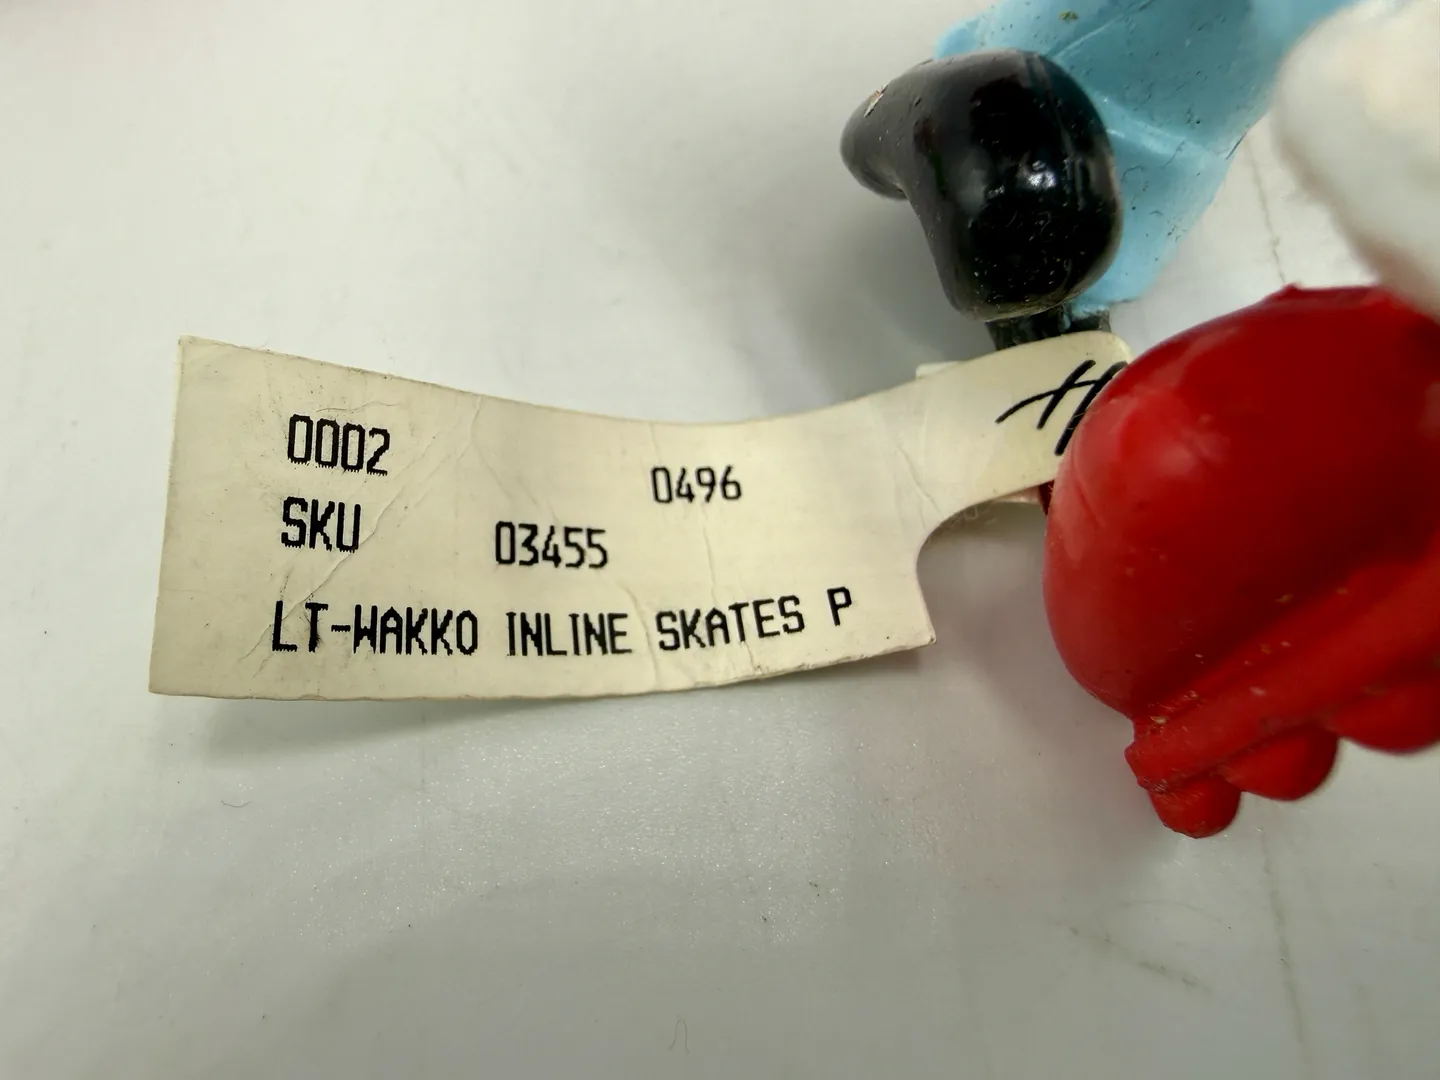 0002
0496
SKU 03455
LT-WAKKO INLINE SKATES P